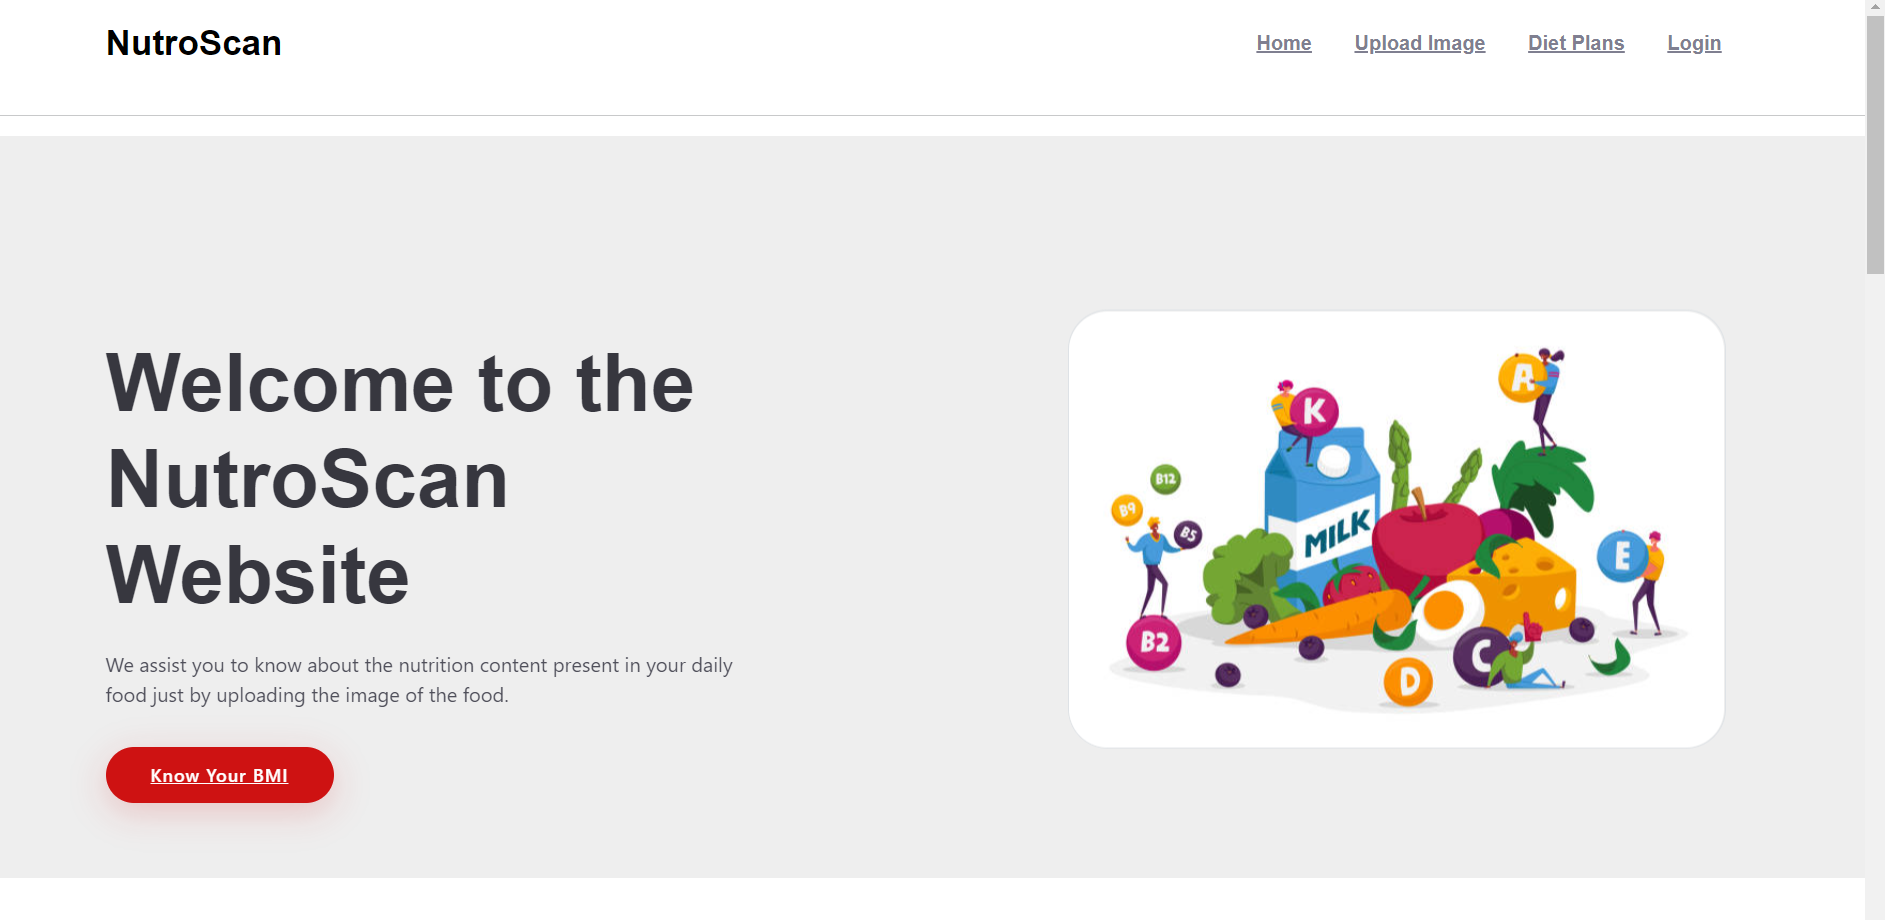 NutroScan
Home
Upload Image
Diet Plans
Login
Welcome to the
NutroScan
Website
We assist you to know about the nutrition content present in your daily
food just by uploading the image of the food.
Know Your BMI
A
K
B12
B9
B5
MILK
E
B2
C
D